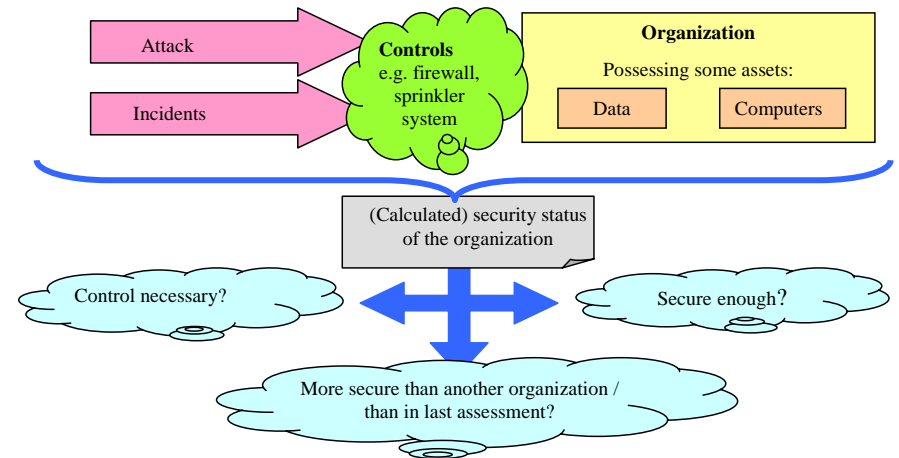 Attack
Incidents
Controls
e.g. firewall,
sprinkler
system
Organization
Possessing some assets:
Data
Computers
(Calculated) security status
of the organization
Control necessary?
Secure enough?
More secure than another organization /
than in last assessment?